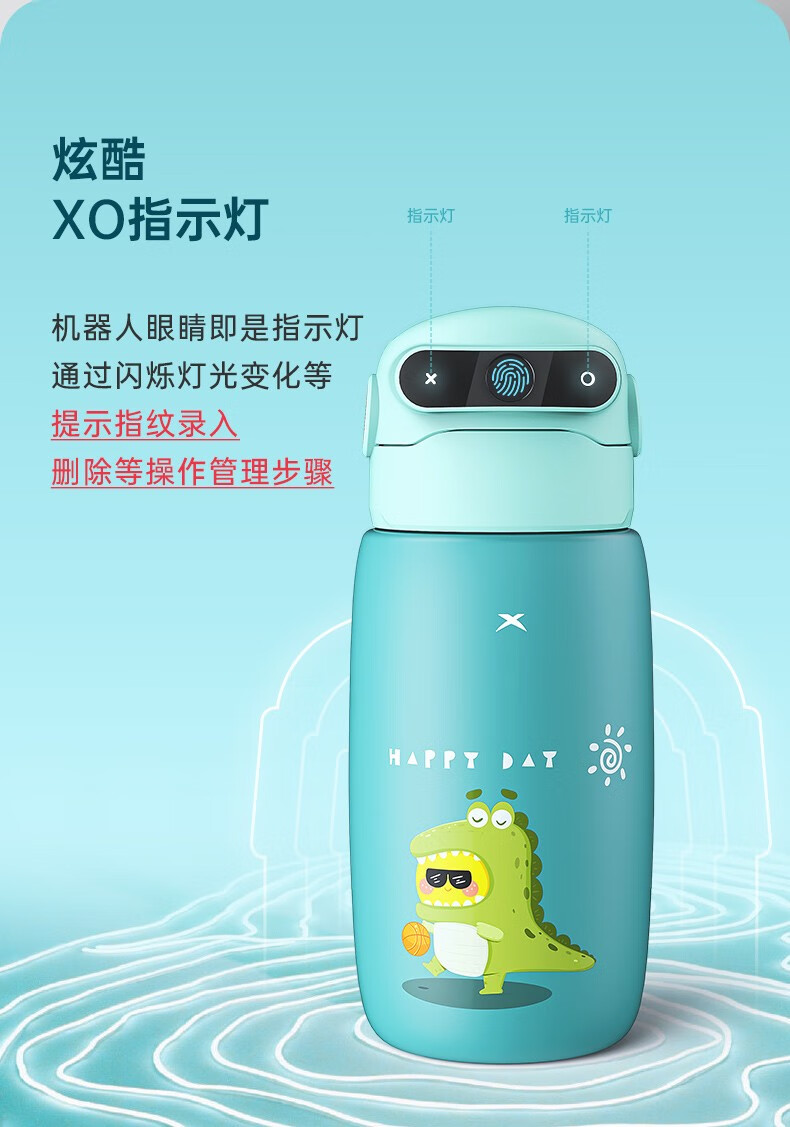 炫酷
XO指示灯
指示灯
指示灯
机器人眼睛即是指示灯
通过闪烁灯光变化等
提示指纹录入
删除等操作管理步骤
HAPPY DAY